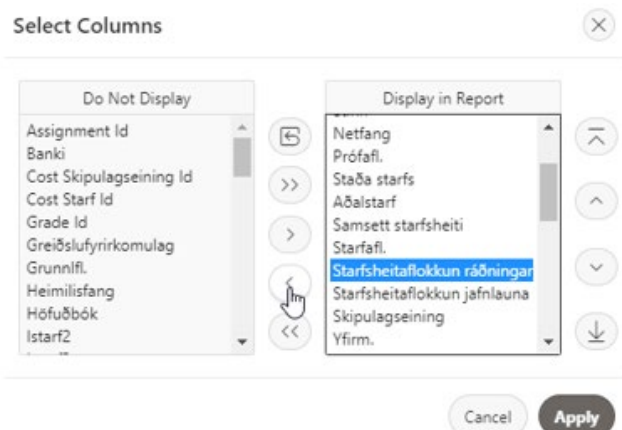 Select Columns
Do Not Display
Assignment Id
Banki
Cost Skipulagseining Id
Cost Starf Id
Grade Id
Greiðslufyrirkomulag
Grunnlfl.
Heimilisfang
Höfuðbók
Istarf2
Display in Report
Netfang
Prófafl.
Staða starfs
Aðalstarf
Samsett starfsheiti
Starfafl.
Starfsheitaflokkun ráðningar
Starfsheitaflokkun jafnlauna
Skipulagseining
Yfirm.
Cancel
Apply